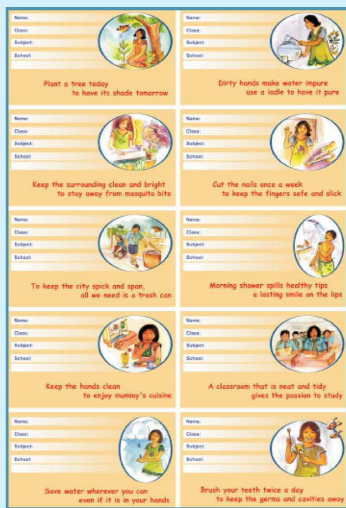 Name:
Class:
Subject:
School:
Plant a tree today
to have its shade tomorrow
Name:
Class:
Subject:
School:
Dirty hands make water impure
use a ladle to have it pure
Name:
Class:
Subject:
School:
Keep the surrounding clean and bright
to stay away from mosquito bite
Name:
Class:
Subject:
School:
Cut the nails once a week
to keep the fingers safe and slick
Name:
Class:
Subject:
School:
To keep the city spick and span,
all we need is a trash can
Name:
Class:
Subject:
School:
Morning shower spills healthy tips
a lasting smile on the lips
Name:
Class:
Subject:
School:
Keep the hands clean
to enjoy mummy's cuisine
Name:
Class:
Subject:
School:
A classroom that is neat and tidy
gives the passion to study
Name:
Class:
Subject:
School:
Save water wherever you can
even if it is in your hands
Name:
Class:
Subject:
School:
Brush your teeth twice a day
to keep the germs and cavities away